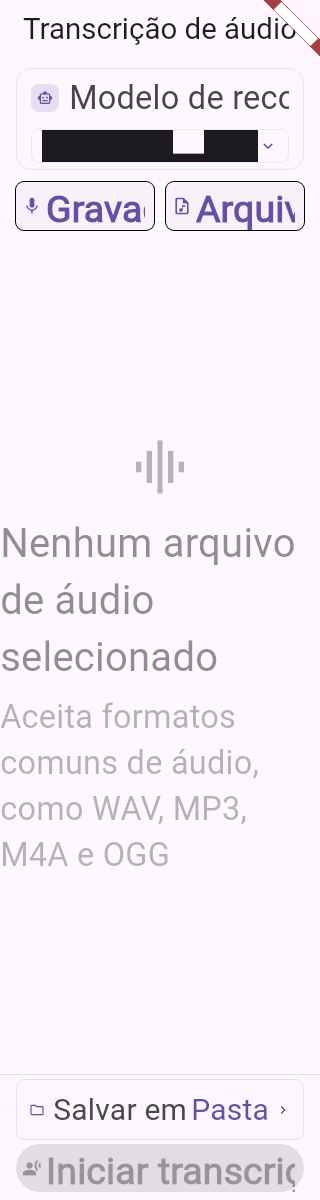 Transcrição de áudio
Modelo de reco
Grava
Arquiv
Nenhum arquivo
de áudio
selecionado
Aceita formatos
comuns de áudio,
como WAV, MP3,
M4A e OGG
Salvar em Pasta
Iniciar transcriç